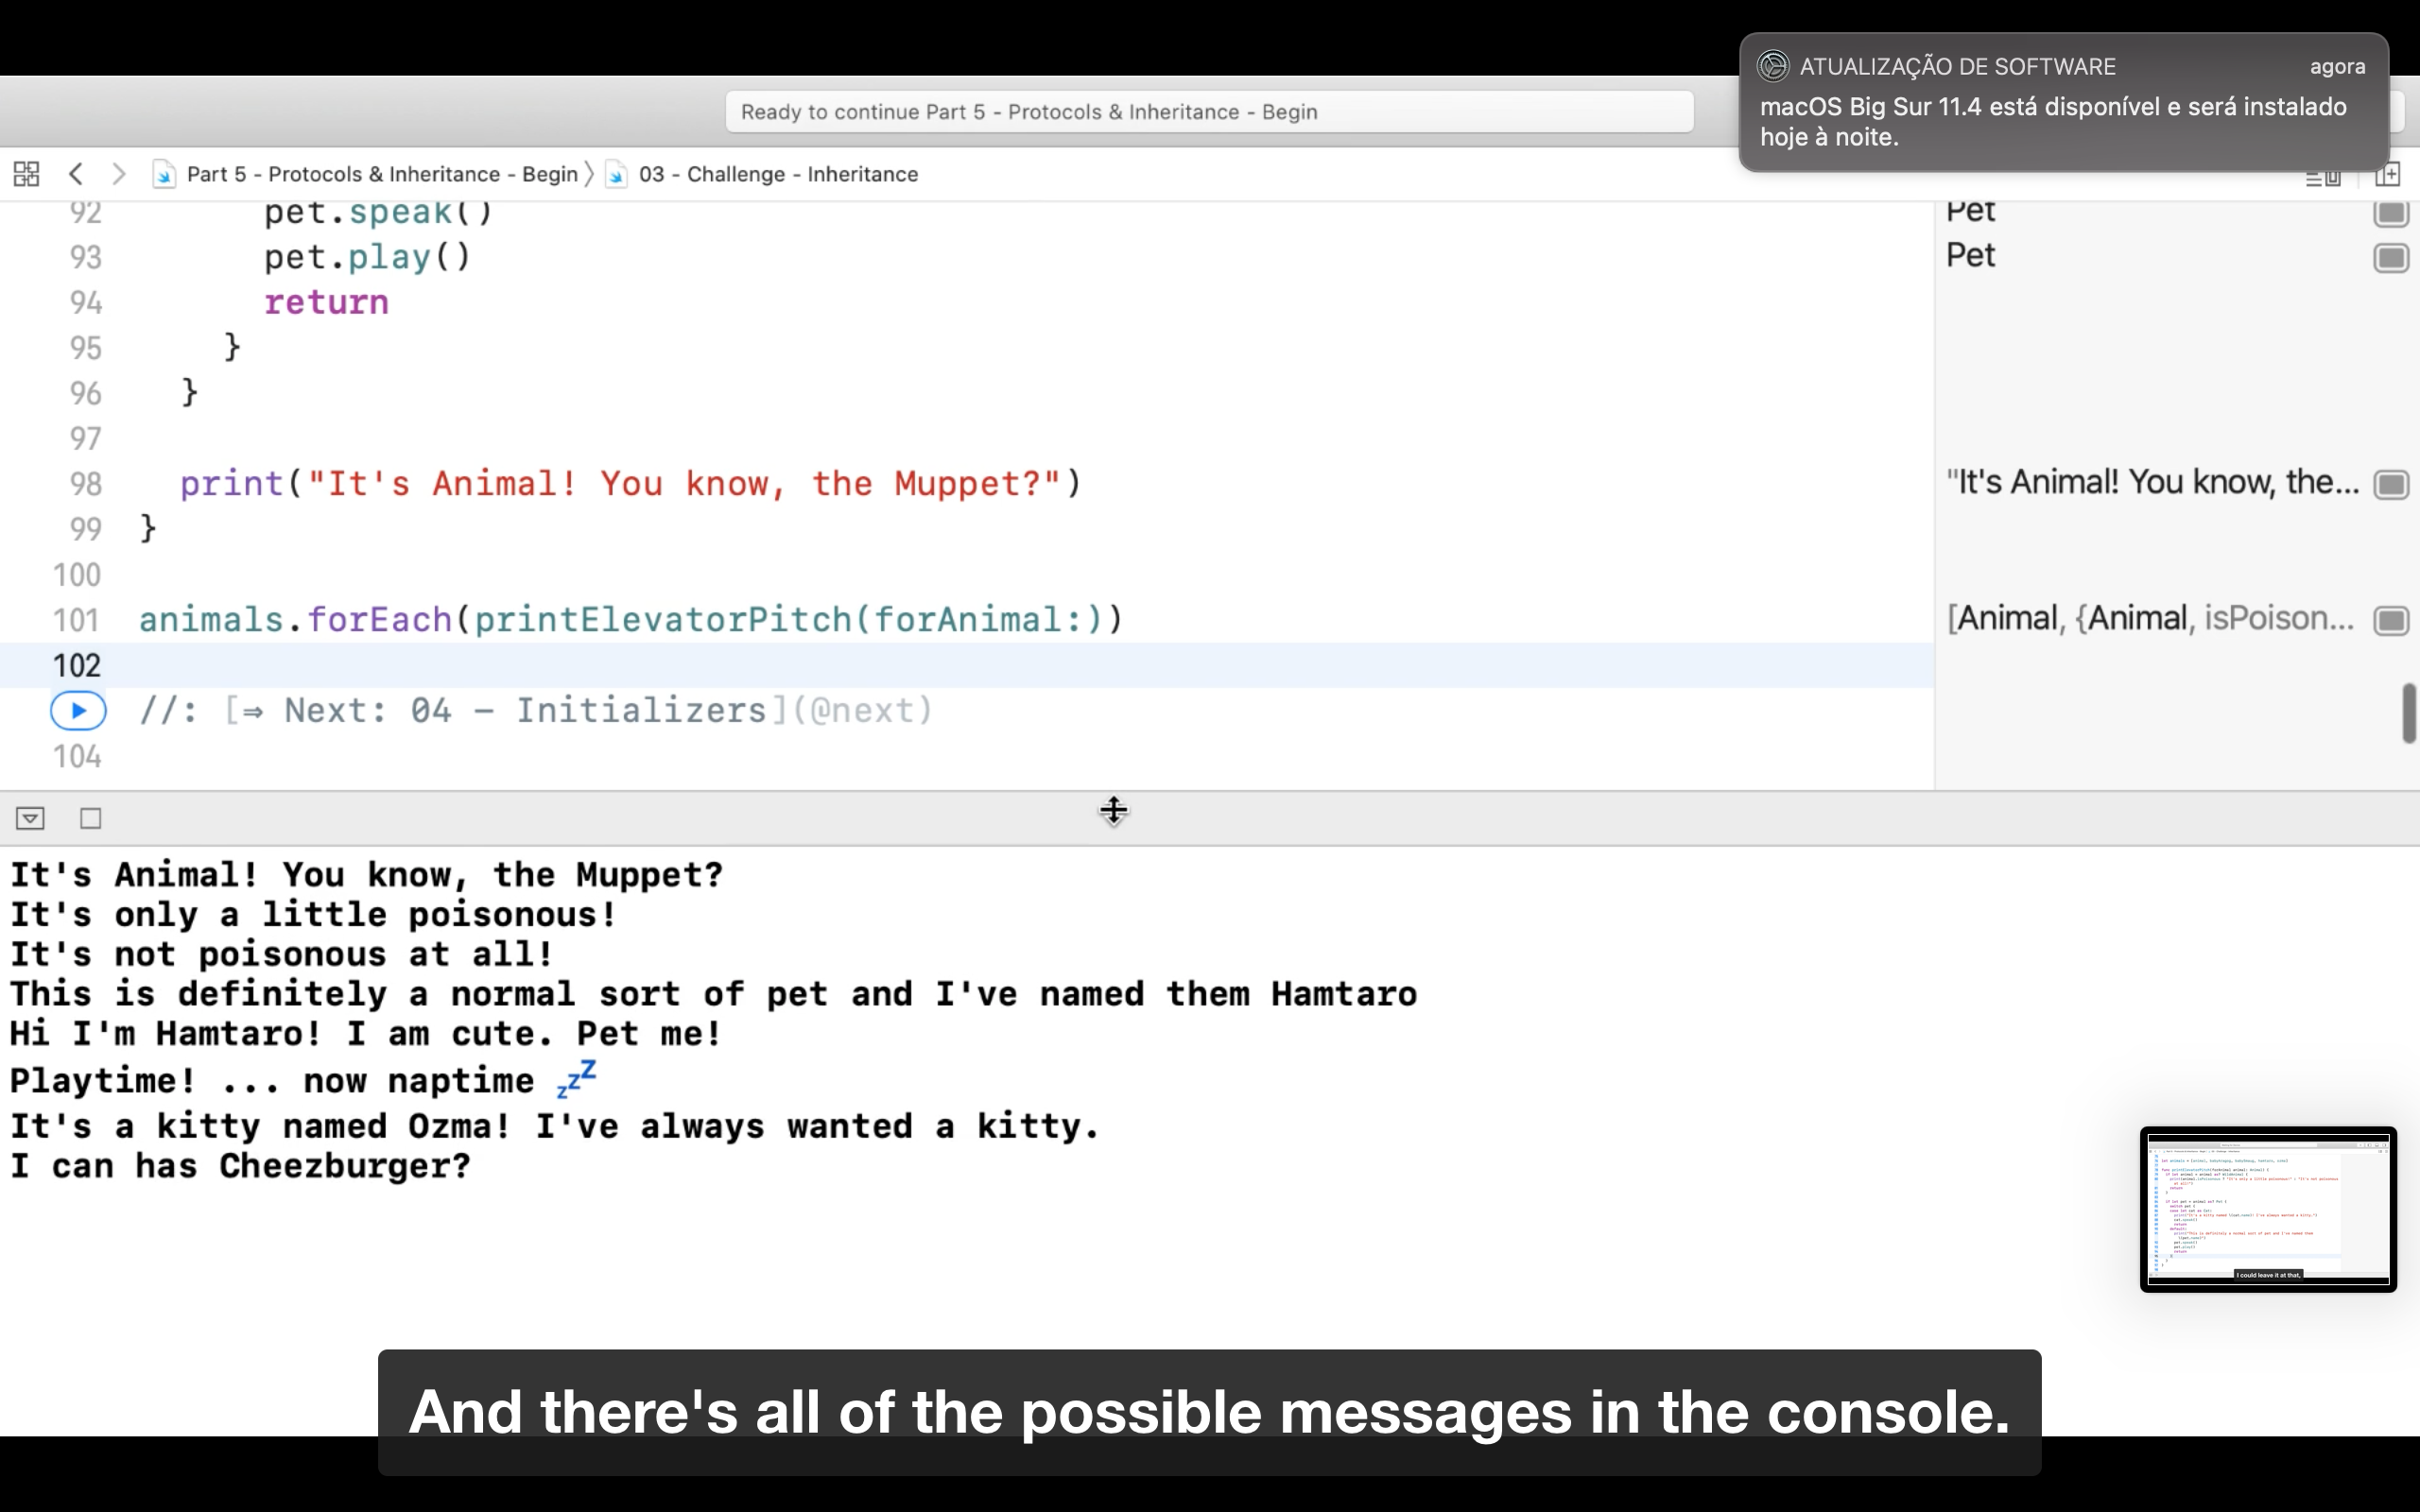 ATUALIZAÇÃO DE SOFTWARE agora
macOS Big Sur 11.4 está disponível e será instalado
hoje à noite.
Ready to continue Part 5 - Protocols & Inheritance - Begin
Part 5 - Protocols & Inheritance - Begin 03 - Challenge - Inheritance
92 pet.speak() Pet
93 pet.play() Pet
94 return
95 }
96 }
97
98 print("It's Animal! You know, the Muppet?") "It's Animal! You know, the...
99 }
100
101 animals.forEach(printElevatorPitch(forAnimal:)) [Animal, {Animal, isPoison...
102
//: [⇒ Next: 04 - Initializers](@next)
104
It's Animal! You know, the Muppet?
It's only a little poisonous!
It's not poisonous at all!
This is definitely a normal sort of pet and I've named them Hamtaro
Hi I'm Hamtaro! I am cute. Pet me!
Playtime! ... now naptime 💤
It's a kitty named Ozma! I've always wanted a kitty.
I can has Cheezburger?
I could leave it at that,
And there's all of the possible messages in the console.